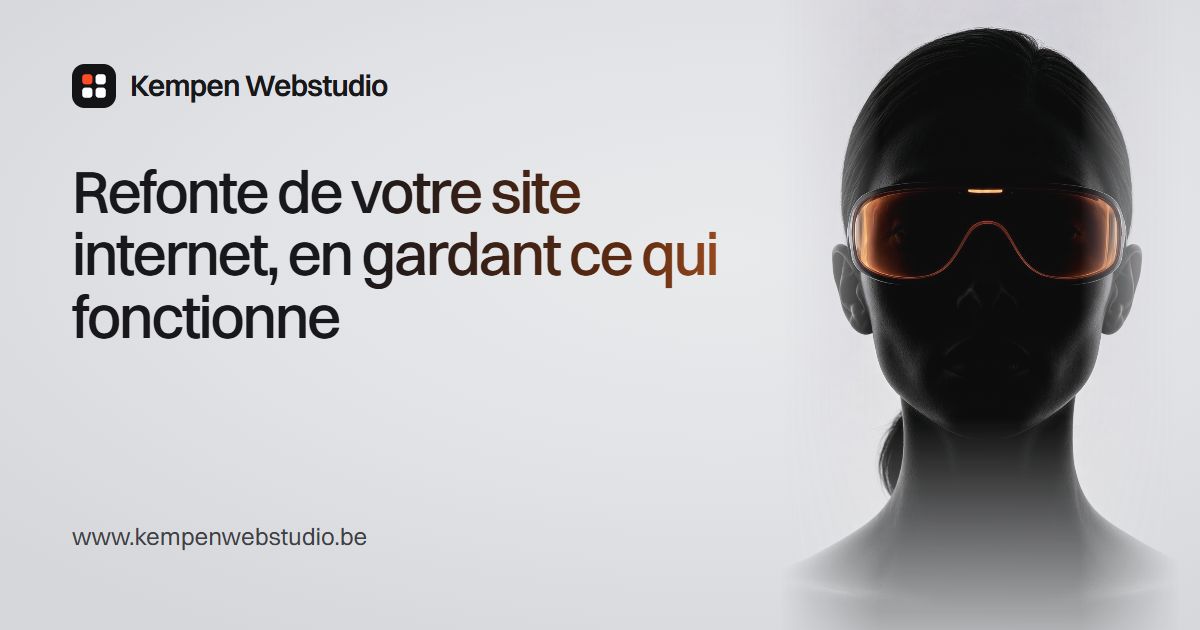 Kempen Webstudio
Refonte de votre site
internet, en gardant ce qui
fonctionne
www.kempenwebstudio.be